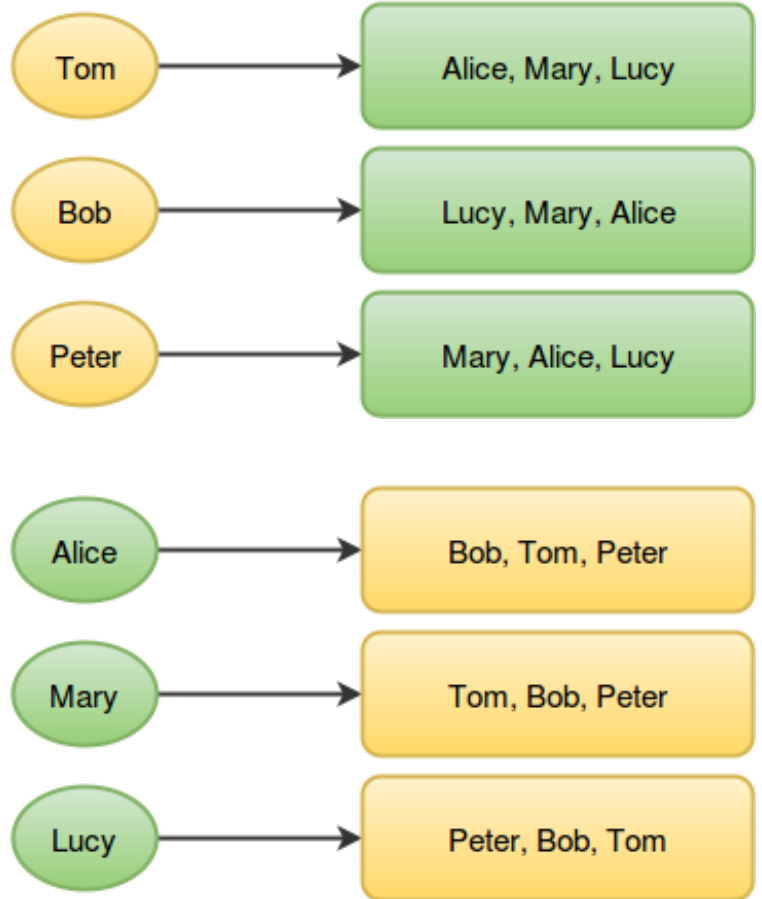 Tom
Alice, Mary, Lucy
Bob
Lucy, Mary, Alice
Peter
Mary, Alice, Lucy
Alice
Bob, Tom, Peter
Mary
Tom, Bob, Peter
Lucy
Peter, Bob, Tom